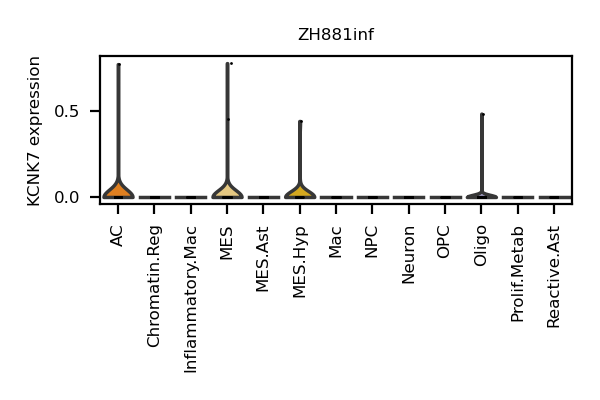 ZH881inf
KCNK7 expression
0.5
0.0
AC
Chromatin.Reg
Inflammatory.Mac
MES
MES.Ast
MES.Hyp
Mac
NPC
Neuron
OPC
Oligo
Prolif.Metab
Reactive.Ast